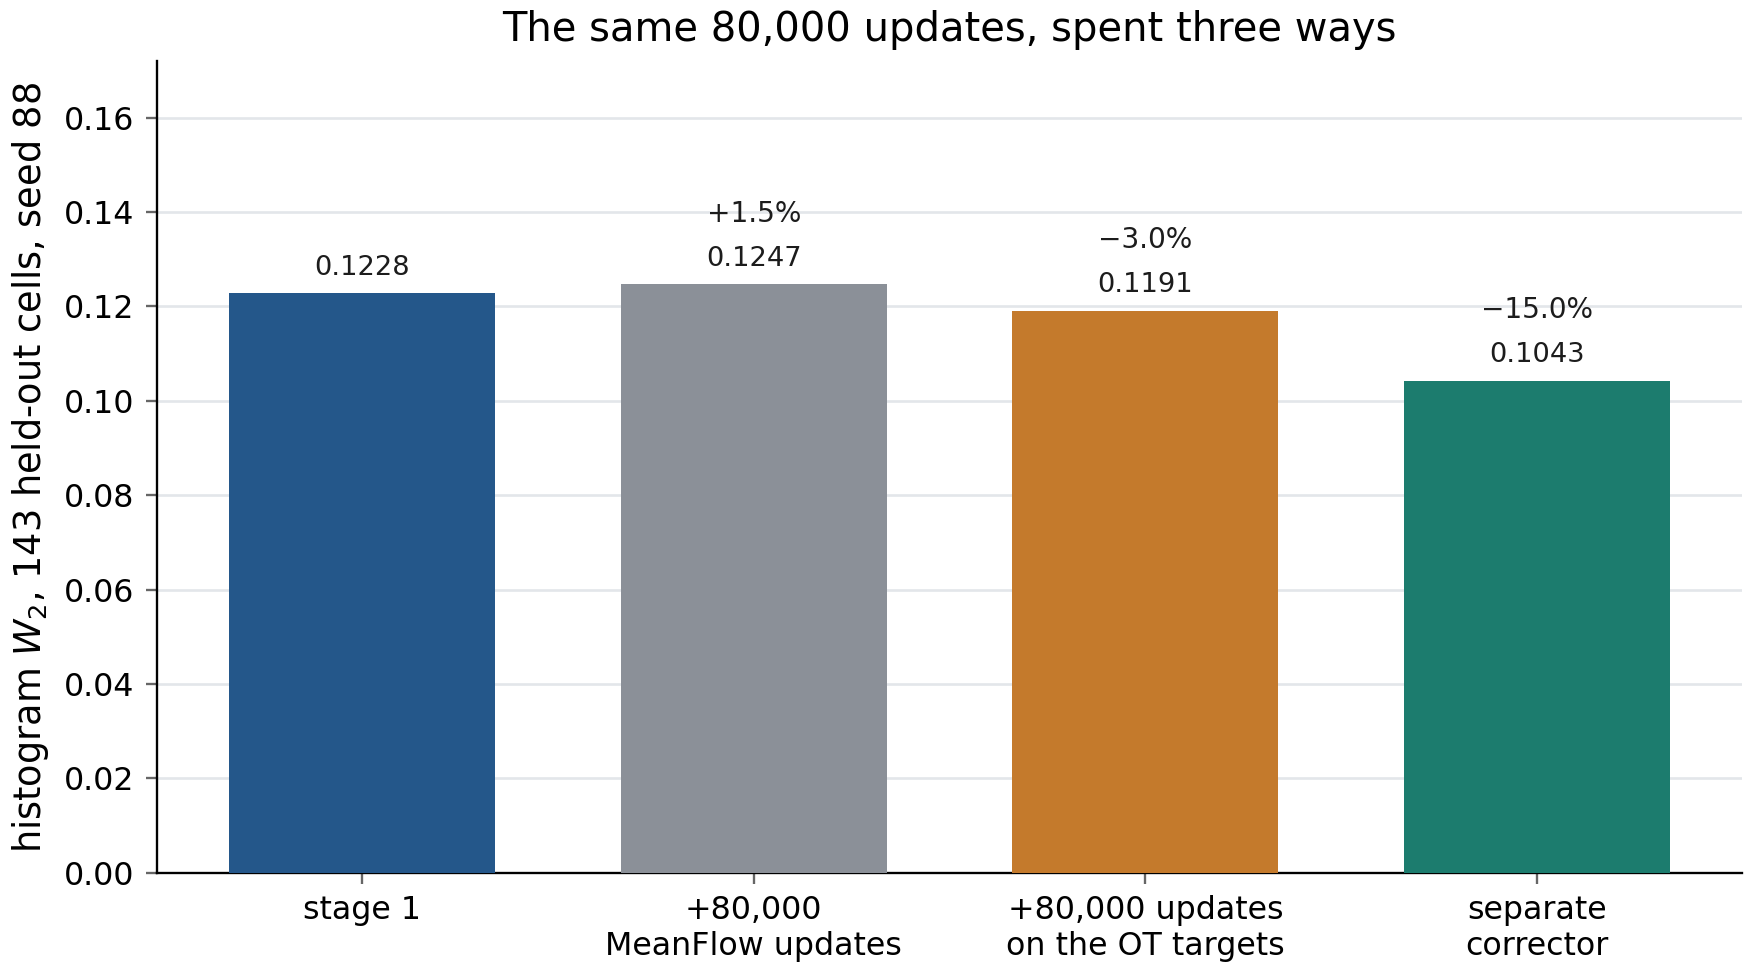 The same 80,000 updates, spent three ways
histogram W₂, 143 held-out cells, seed 88
0.16
0.14
0.12
0.10
0.08
0.06
0.04
0.02
0.00
0.1228
+1.5%
0.1247
−3.0%
0.1191
−15.0%
0.1043
stage 1
+80,000
MeanFlow updates
+80,000 updates
on the OT targets
separate
corrector